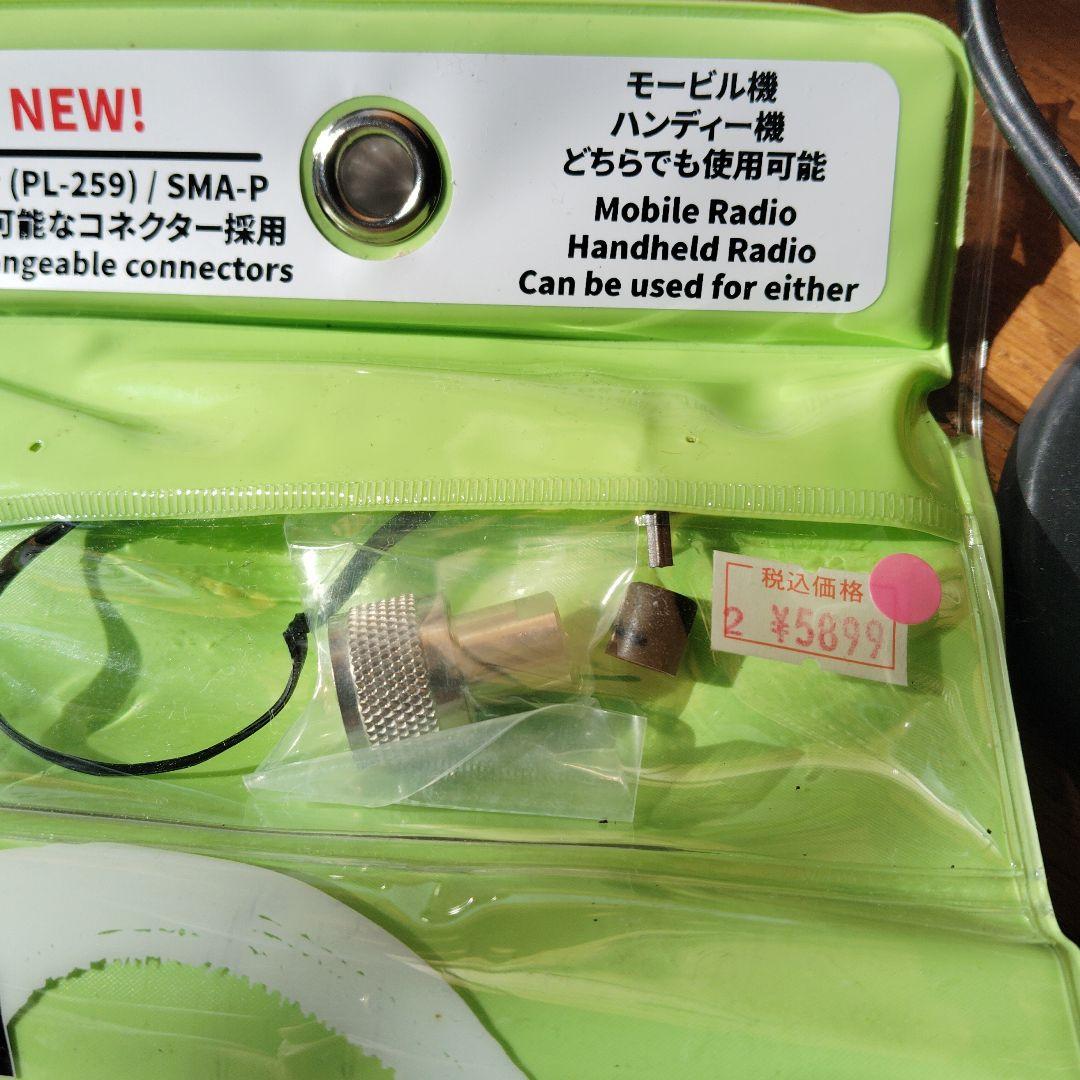 NEW!
(PL-259) / SMA-P
可能なコネクター採用
ngeable connectors
モービル機
ハンディー機
どちらでも使用可能
Mobile Radio
Handheld Radio
Can be used for either
税込価格
2 ¥5899